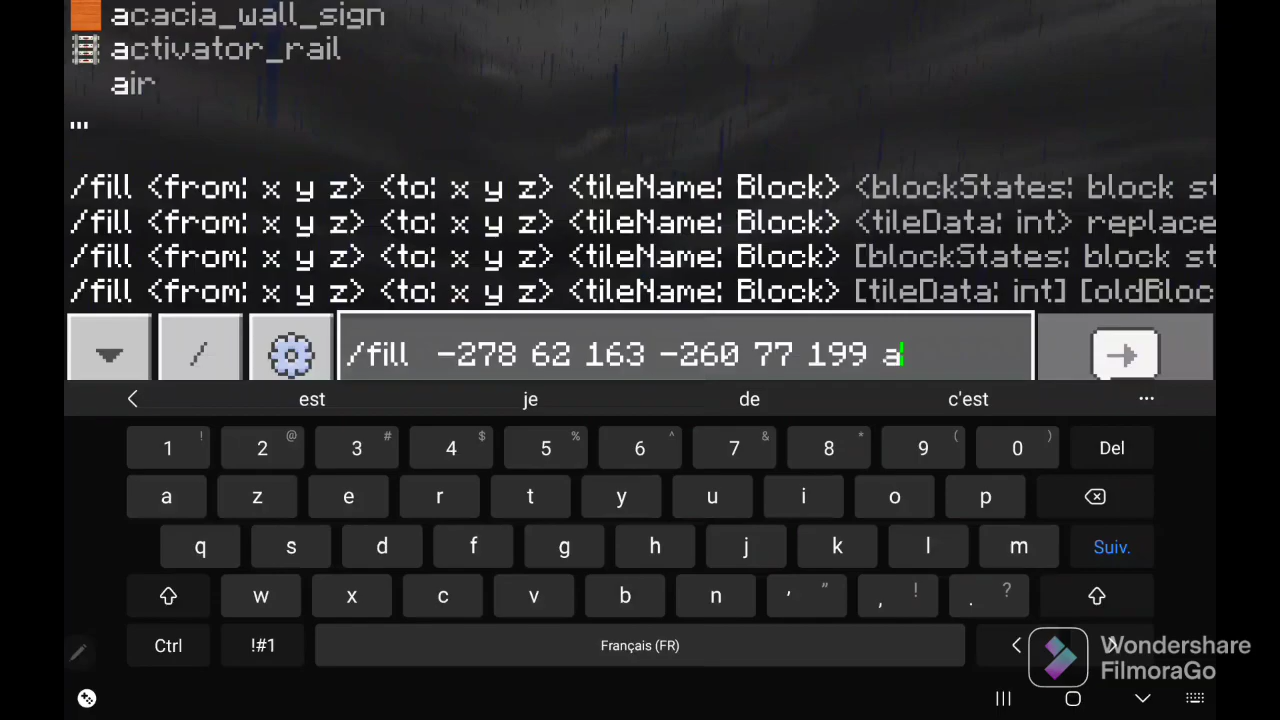 acacia_wall_sign
activator_rail
air
...
/fill <from: x y z> <to: x y z> <tileName: Block> <blockStates: block st
/fill <from: x y z> <to: x y z> <tileName: Block> <tileData: int> replace
/fill <from: x y z> <to: x y z> <tileName: Block> [blockStates: block st
/fill <from: x y z> <to: x y z> <tileName: Block> [tileData: int] [oldBloc
/ /fill -278 62 163 -260 77 199 a
est je de c'est ...
1 ! 2 @ 3 # 4 $ 5 % 6 ^ 7 & 8 * 9 ( 0 ) Del
a z e r t y u i o p
q s d f g h j k l m Suiv.
w x c v b n ' " , ! . ?
Ctrl !#1 Français (FR) < >
Wondershare
FilmoraGo